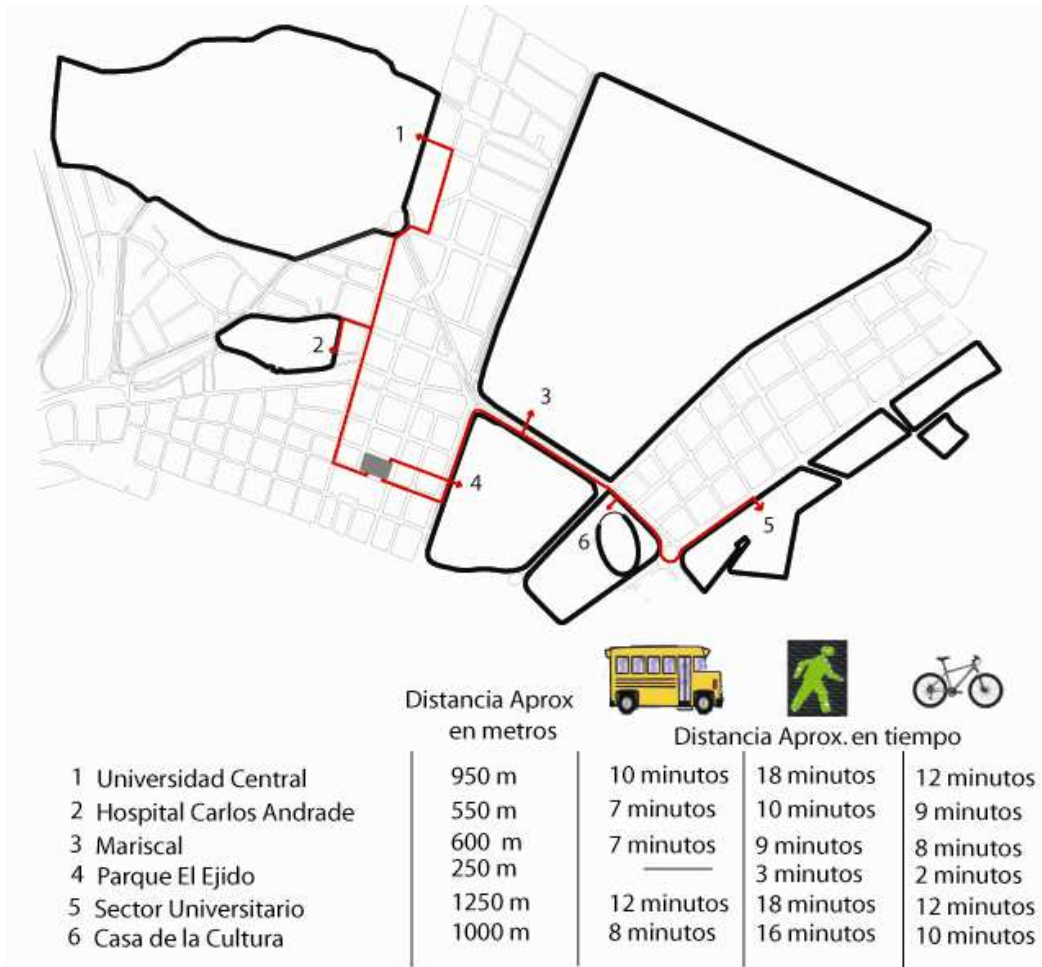 1
2
3
4
6
5
Distancia Aprox
en metros
Distancia Aprox. en tiempo
1 Universidad Central 950 m 10 minutos 18 minutos 12 minutos
2 Hospital Carlos Andrade 550 m 7 minutos 10 minutos 9 minutos
3 Mariscal 600 m 7 minutos 9 minutos 8 minutos
4 Parque El Ejido 250 m 3 minutos 2 minutos
5 Sector Universitario 1250 m 12 minutos 18 minutos 12 minutos
6 Casa de la Cultura 1000 m 8 minutos 16 minutos 10 minutos